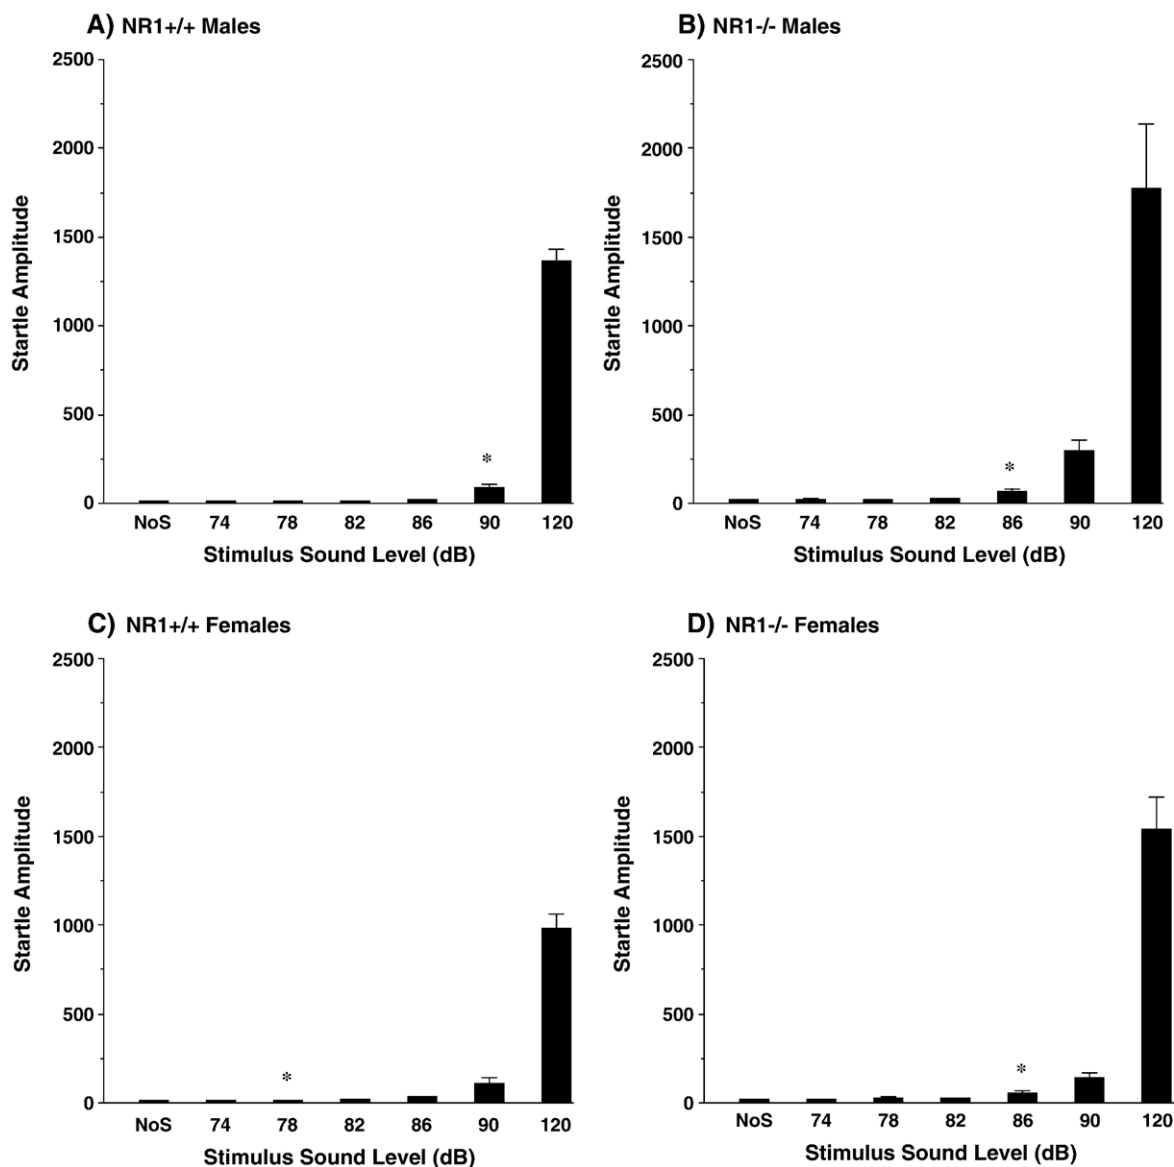 A) NR1+/+ Males
2500
2000
1500
1000
500
0
Startle Amplitude
*
NoS 74 78 82 86 90 120
Stimulus Sound Level (dB)
B) NR1-/- Males
2500
2000
1500
1000
500
0
Startle Amplitude
*
NoS 74 78 82 86 90 120
Stimulus Sound Level (dB)
C) NR1+/+ Females
2500
2000
1500
1000
500
0
Startle Amplitude
*
NoS 74 78 82 86 90 120
Stimulus Sound Level (dB)
D) NR1-/- Females
2500
2000
1500
1000
500
0
Startle Amplitude
*
NoS 74 78 82 86 90 120
Stimulus Sound Level (dB)